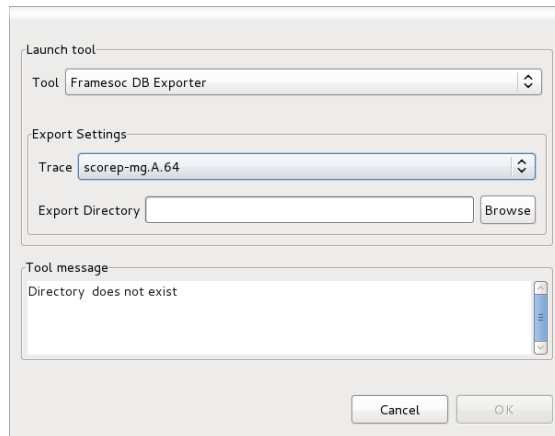 Launch tool
Tool Framesoc DB Exporter
Export Settings
Trace scorep-mg.A.64
Export Directory Browse
Tool message
Directory  does not exist
Cancel OK